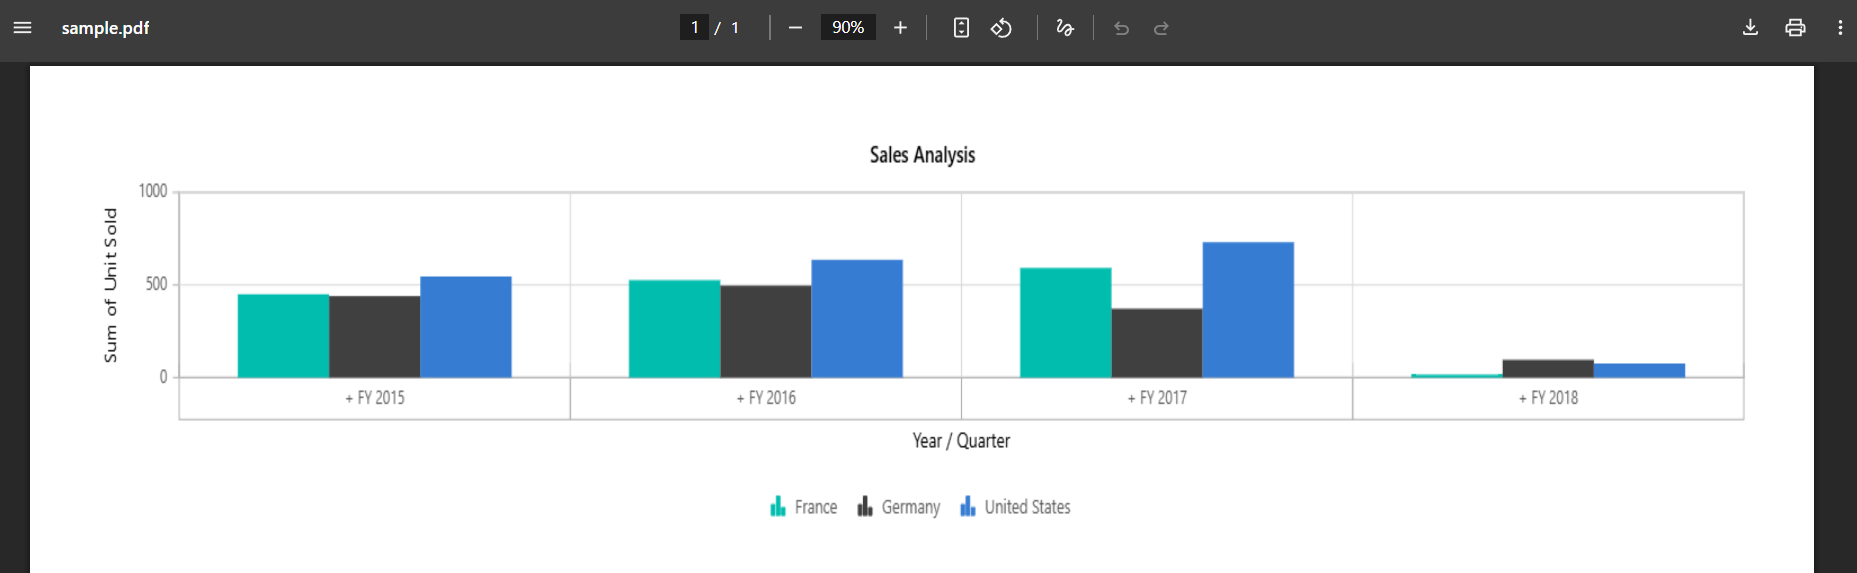 sample.pdf
1 / 1
90%
Sales Analysis
1000
500
0
Sum of Unit Sold
+ FY 2015
+ FY 2016
+ FY 2017
+ FY 2018
Year / Quarter
France
Germany
United States